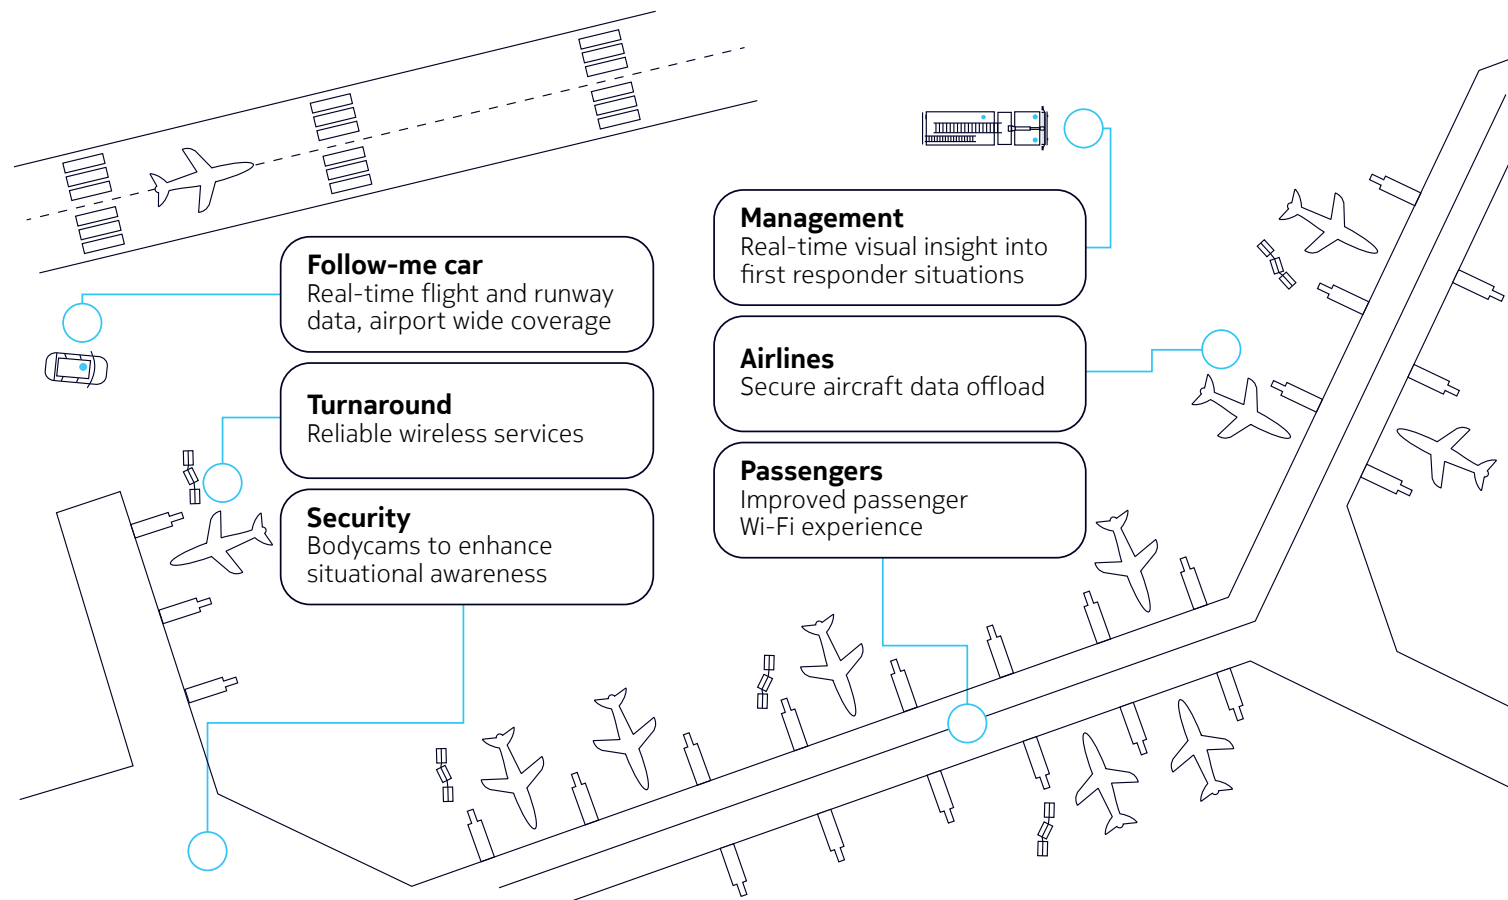 Follow-me car
Real-time flight and runway
data, airport wide coverage
Turnaround
Reliable wireless services
Security
Bodycams to enhance
situational awareness
Management
Real-time visual insight into
first responder situations
Airlines
Secure aircraft data offload
Passengers
Improved passenger
Wi-Fi experience